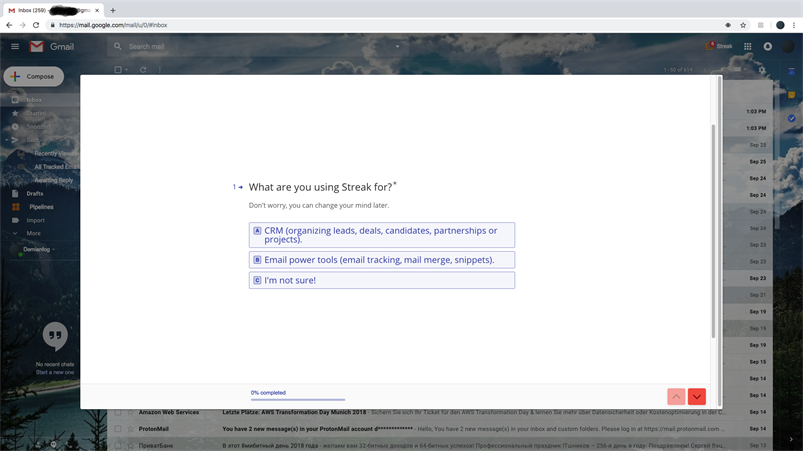 Inbox (259) -
https://mail.google.com/mail/u/0/#inbox
Gmail
Search mail
Streak
Compose
1–50 of 814
Inbox
Starred
Snoozed
Recently View
All Tracked Em
Awaiting Reply
Drafts
Pipelines
Import
More
Demiardog
No recent chats
Start a new one
1 → What are you using Streak for? *
Don't worry, you can change your mind later.
A CRM (organizing leads, deals, candidates, partnerships or
projects).
B Email power tools (email tracking, mail merge, snippets).
C I'm not sure!
0% completed
1:03 PM
1:03 PM
Sep 25
Sep 25
Sep 24
Sep 24
Sep 24
Sep 24
Sep 24
Sep 23
Sep 23
Sep 21
Sep 19
Sep 19
Sep 15
Sep 14
Sep 14
Amazon Web Services Letzte Plätze: AWS Transformation Day Munich 2018 - Sichern Sie sich Ihr Ticket für den AWS Transformation Day & lernen Sie mehr über Datensicherheit oder Kostenoptimierung in der C... Sep 14
ProtonMail You have 2 new message(s) in your ProtonMail account d************* - Hello, You have 2 new message(s) in your inbox and custom folders. Please log in at https://mail.protonmail.com ... Sep 14
ПриватБанк В этот 8мибитный день 2018 года - желаем вам 32-битных доходов и 64-битных успехов! Профессиональный праздник ITшников – 256-й день в году. Поздравляем! Сергей Sep 13